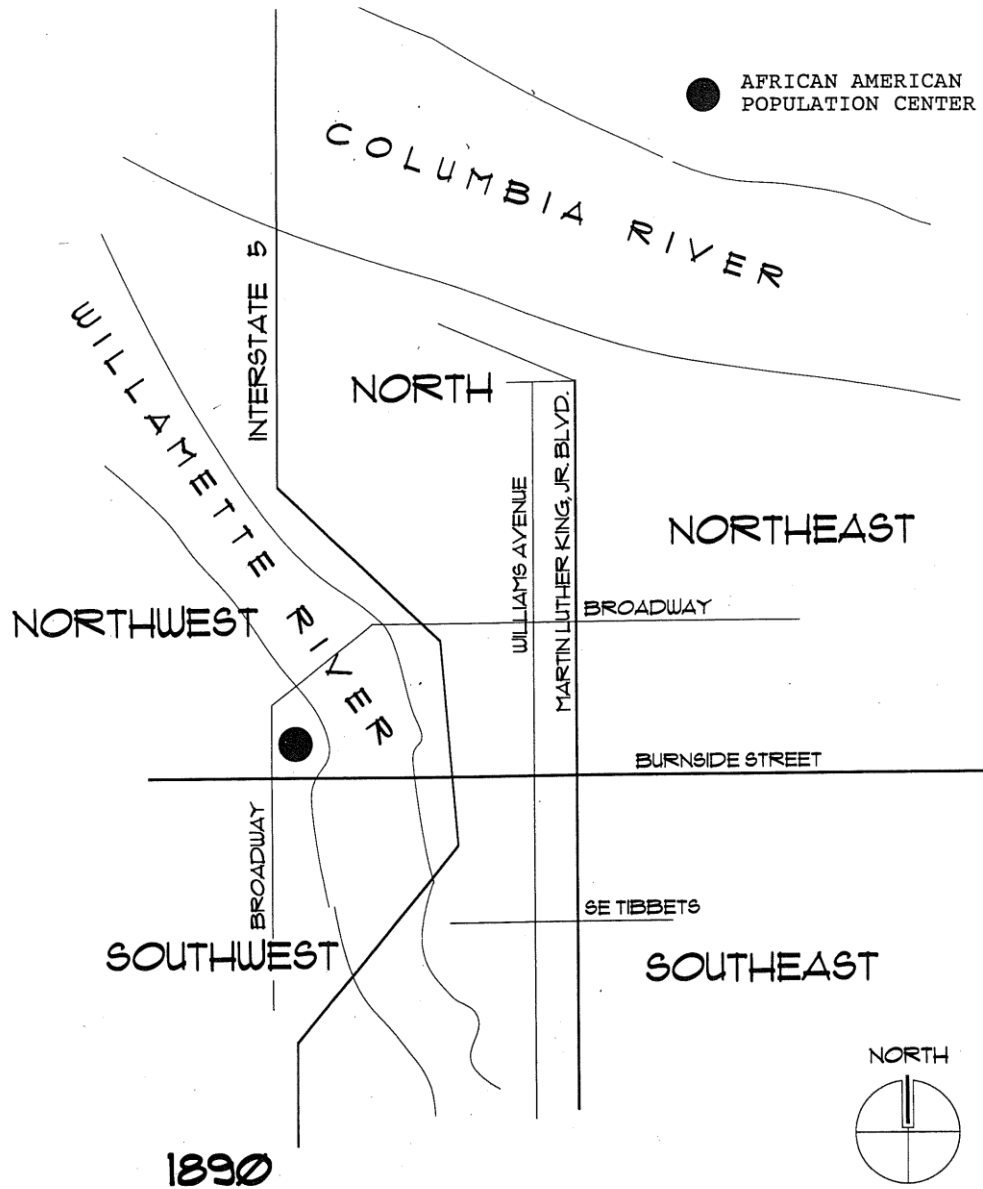 AFRICAN AMERICAN
POPULATION CENTER
COLUMBIA RIVER
INTERSTATE 5
WILLAMETTE RIVER
NORTH
WILLIAMS AVENUE
MARTIN LUTHER KING, JR. BLVD.
NORTHEAST
BROADWAY
NORTHWEST
BURNSIDE STREET
BROADWAY
SE TIBBETS
SOUTHWEST
SOUTHEAST
NORTH
1890